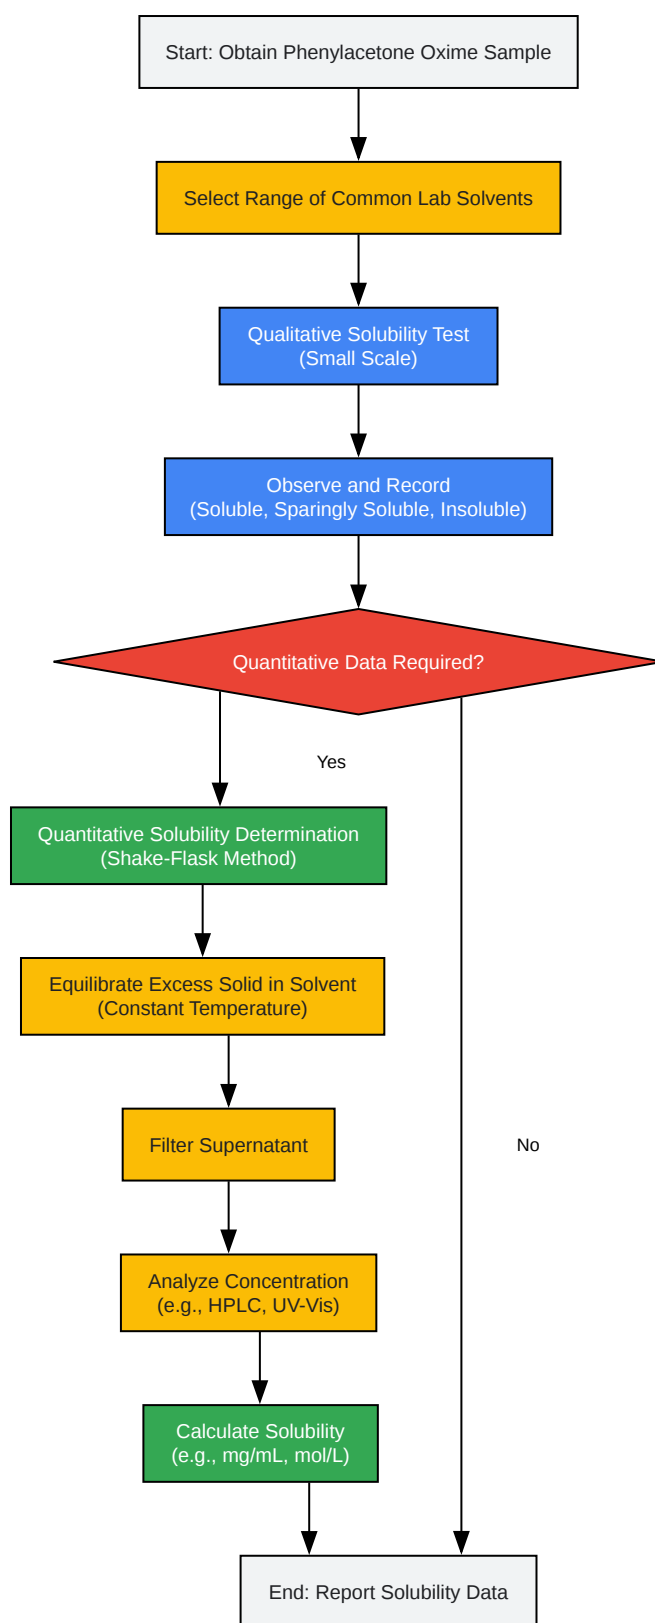 Start: Obtain Phenylacetone Oxime Sample
Select Range of Common Lab Solvents
Qualitative Solubility Test
(Small Scale)
Observe and Record
(Soluble, Sparingly Soluble, Insoluble)
Quantitative Data Required?
Yes
Quantitative Solubility Determination
(Shake-Flask Method)
Equilibrate Excess Solid in Solvent
(Constant Temperature)
Filter Supernatant
No
Analyze Concentration
(e.g., HPLC, UV-Vis)
Calculate Solubility
(e.g., mg/mL, mol/L)
End: Report Solubility Data